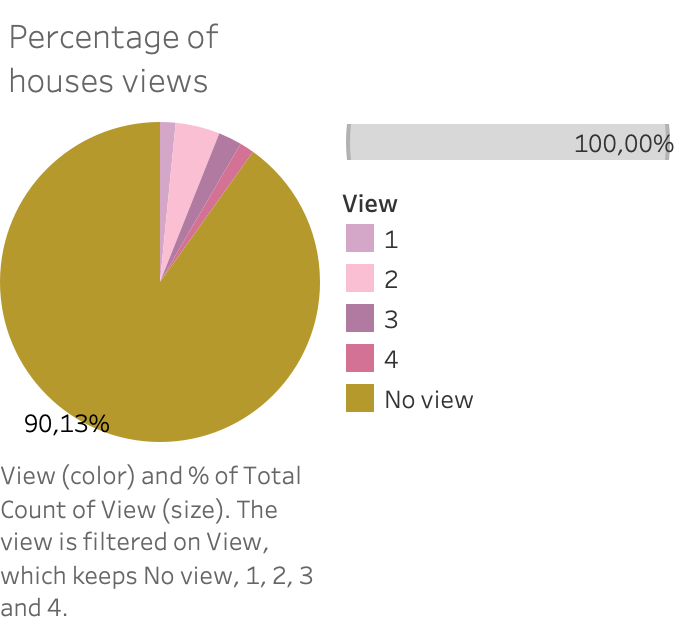 Percentage of
houses views
100,00%
View
1
2
3
4
No view
90,13%
View (color) and % of Total
Count of View (size). The
view is filtered on View,
which keeps No view, 1, 2, 3
and 4.